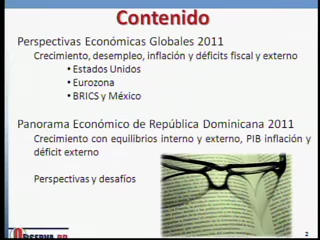 Contenido
Perspectivas Económicas Globales 2011
Crecimiento, desempleo, inflación y déficits fiscal y externo
• Estados Unidos
• Eurozona
• BRICS y México
Panorama Económico de República Dominicana 2011
Crecimiento con equilibrios interno y externo, PIB inflación y
déficit externo
Perspectivas y desafíos
2